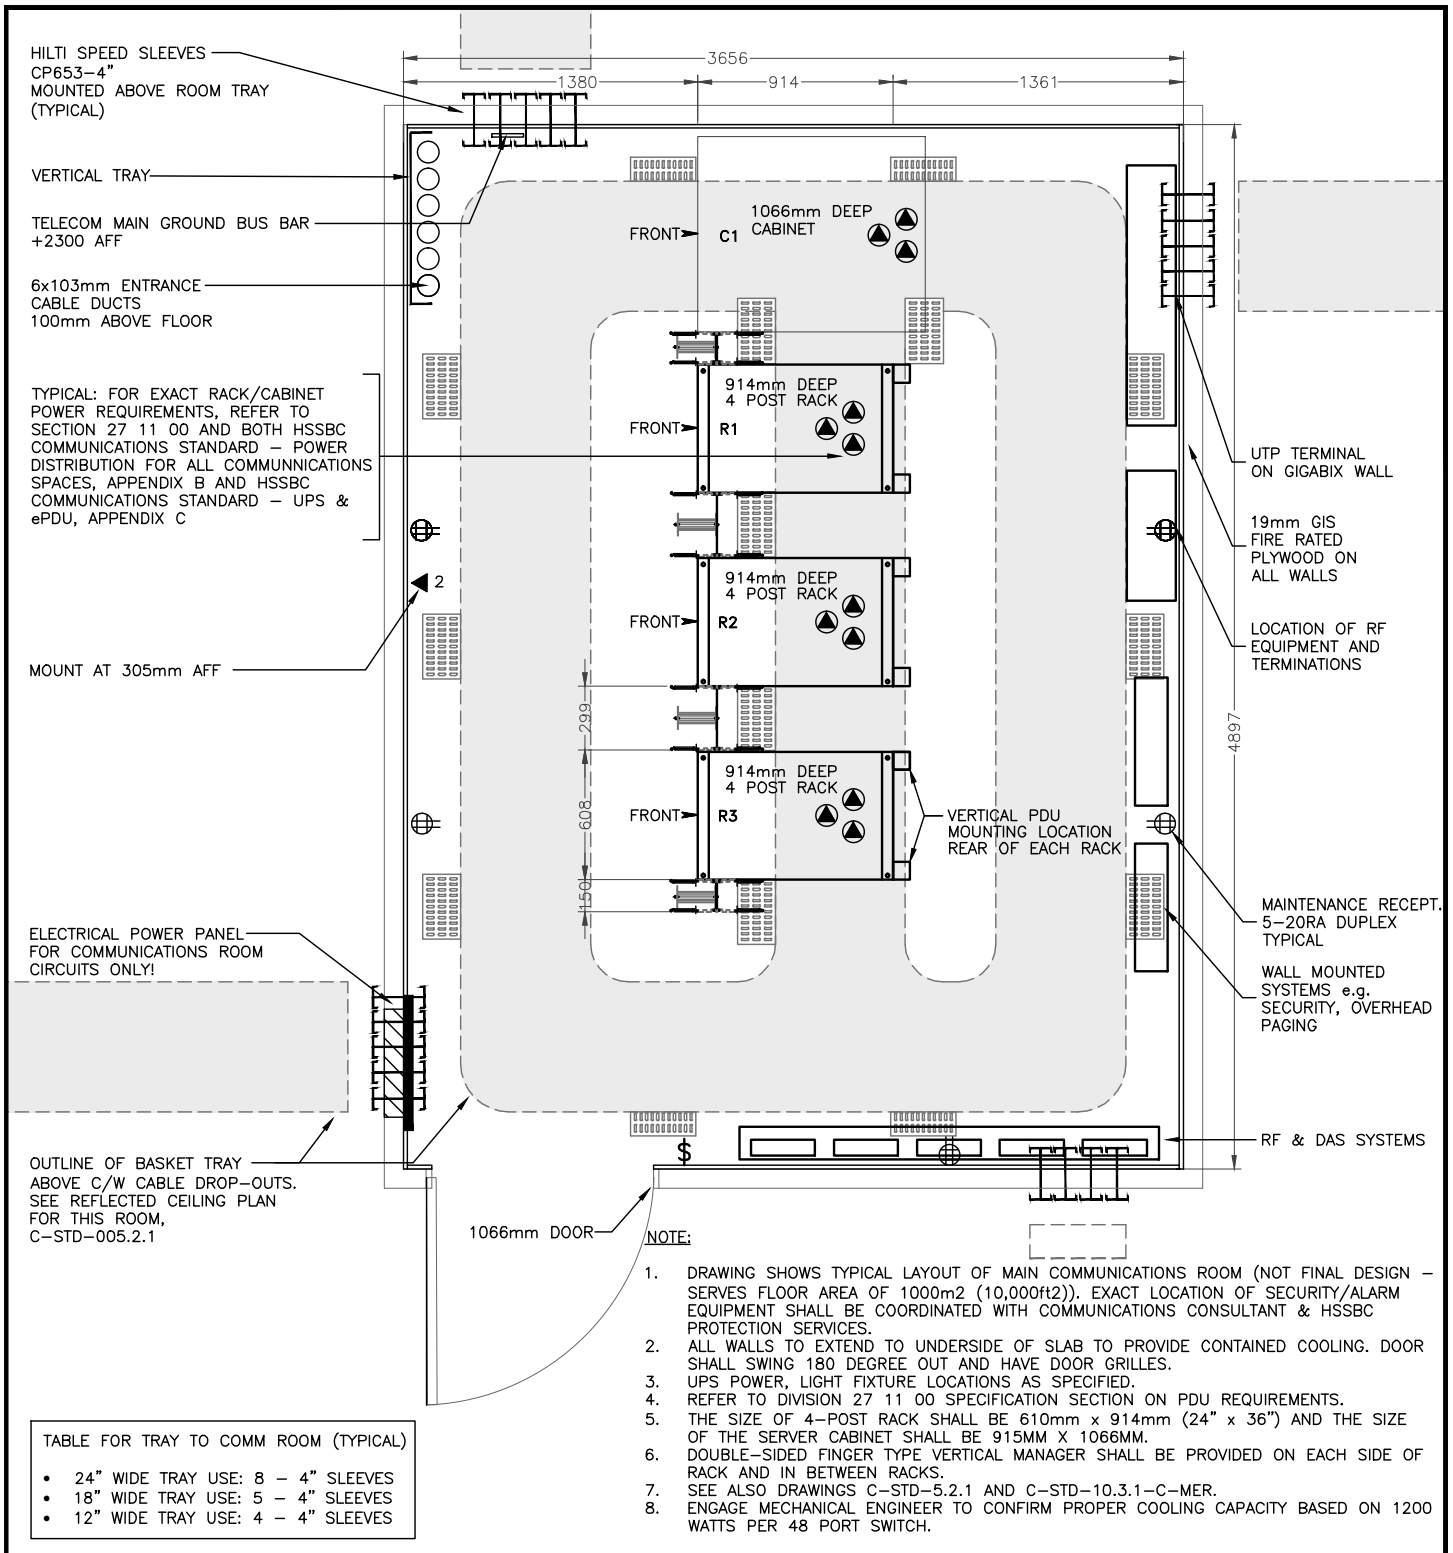 HILTI SPEED SLEEVES
CP653-4"
MOUNTED ABOVE ROOM TRAY
(TYPICAL)
3656
1380
914
1361
VERTICAL TRAY
TELECOM MAIN GROUND BUS BAR
+2300 AFF
6x103mm ENTRANCE
CABLE DUCTS
100mm ABOVE FLOOR
FRONT
C1
1066mm DEEP
CABINET
TYPICAL: FOR EXACT RACK/CABINET
POWER REQUIREMENTS, REFER TO
SECTION 27 11 00 AND BOTH HSSBC
COMMUNICATIONS STANDARD – POWER
DISTRIBUTION FOR ALL COMMUNNICATIONS
SPACES, APPENDIX B AND HSSBC
COMMUNICATIONS STANDARD – UPS &
ePDU, APPENDIX C
914mm DEEP
4 POST RACK
FRONT
R1
UTP TERMINAL
ON GIGABIX WALL
19mm GIS
FIRE RATED
PLYWOOD ON
ALL WALLS
2
914mm DEEP
4 POST RACK
FRONT
R2
LOCATION OF RF
EQUIPMENT AND
TERMINATIONS
MOUNT AT 305mm AFF
299
4897
914mm DEEP
4 POST RACK
FRONT
R3
608
150
VERTICAL PDU
MOUNTING LOCATION
REAR OF EACH RACK
MAINTENANCE RECEPT.
5-20RA DUPLEX
TYPICAL
ELECTRICAL POWER PANEL
FOR COMMUNICATIONS ROOM
CIRCUITS ONLY!
WALL MOUNTED
SYSTEMS e.g.
SECURITY, OVERHEAD
PAGING
$
RF & DAS SYSTEMS
OUTLINE OF BASKET TRAY
ABOVE C/W CABLE DROP-OUTS.
SEE REFLECTED CEILING PLAN
FOR THIS ROOM,
C-STD-005.2.1
1066mm DOOR
NOTE:
1. DRAWING SHOWS TYPICAL LAYOUT OF MAIN COMMUNICATIONS ROOM (NOT FINAL DESIGN –
SERVES FLOOR AREA OF 1000m2 (10,000ft2)). EXACT LOCATION OF SECURITY/ALARM
EQUIPMENT SHALL BE COORDINATED WITH COMMUNICATIONS CONSULTANT & HSSBC
PROTECTION SERVICES.
2. ALL WALLS TO EXTEND TO UNDERSIDE OF SLAB TO PROVIDE CONTAINED COOLING. DOOR
SHALL SWING 180 DEGREE OUT AND HAVE DOOR GRILLES.
3. UPS POWER, LIGHT FIXTURE LOCATIONS AS SPECIFIED.
4. REFER TO DIVISION 27 11 00 SPECIFICATION SECTION ON PDU REQUIREMENTS.
5. THE SIZE OF 4-POST RACK SHALL BE 610mm x 914mm (24" x 36") AND THE SIZE
OF THE SERVER CABINET SHALL BE 915MM X 1066MM.
6. DOUBLE-SIDED FINGER TYPE VERTICAL MANAGER SHALL BE PROVIDED ON EACH SIDE OF
RACK AND IN BETWEEN RACKS.
7. SEE ALSO DRAWINGS C-STD-5.2.1 AND C-STD-10.3.1-C-MER.
8. ENGAGE MECHANICAL ENGINEER TO CONFIRM PROPER COOLING CAPACITY BASED ON 1200
WATTS PER 48 PORT SWITCH.
TABLE FOR TRAY TO COMM ROOM (TYPICAL)
• 24" WIDE TRAY USE: 8 – 4" SLEEVES
• 18" WIDE TRAY USE: 5 – 4" SLEEVES
• 12" WIDE TRAY USE: 4 – 4" SLEEVES